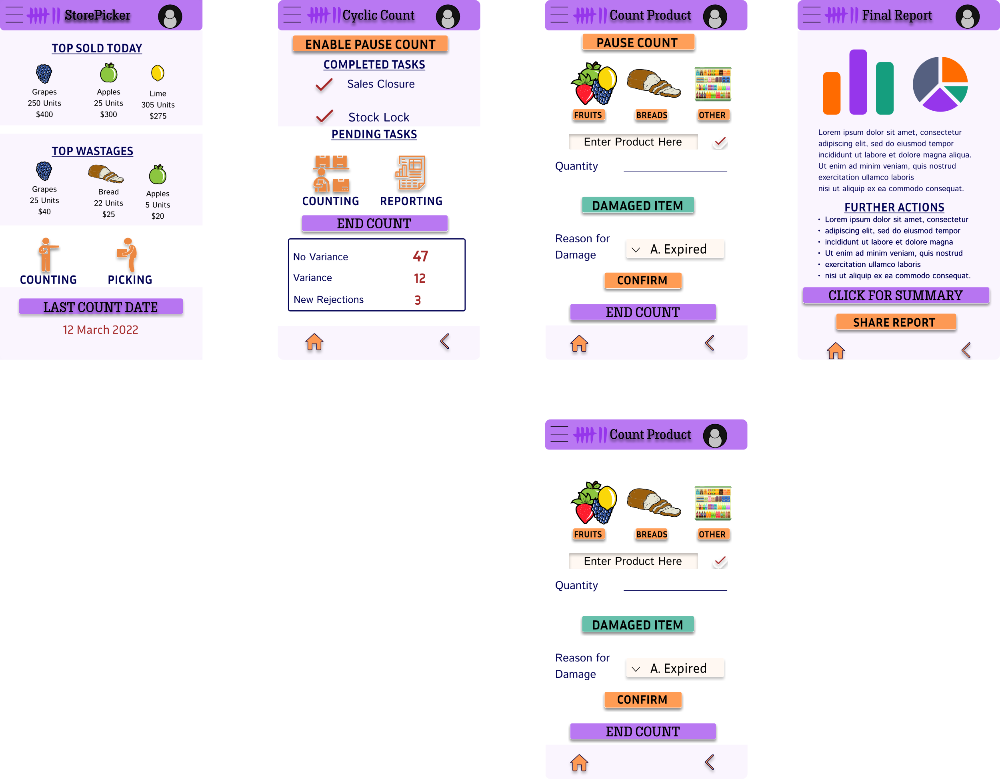 StorePicker
TOP SOLD TODAY
Grapes
250 Units
$400
Apples
25 Units
$300
Lime
305 Units
$275
TOP WASTAGES
Grapes
25 Units
$40
Bread
22 Units
$25
Apples
5 Units
$20
COUNTING
PICKING
LAST COUNT DATE
12 March 2022
Cyclic Count
ENABLE PAUSE COUNT
COMPLETED TASKS
Sales Closure
Stock Lock
PENDING TASKS
COUNTING
REPORTING
END COUNT
No Variance 47
Variance 12
New Rejections 3
Count Product
PAUSE COUNT
FRUITS
BREADS
OTHER
Enter Product Here
Quantity
DAMAGED ITEM
Reason for
Damage
A. Expired
CONFIRM
END COUNT
Final Report
Lorem ipsum dolor sit amet, consectetur
adipiscing elit, sed do eiusmod tempor
incididunt ut labore et dolore magna aliqua.
Ut enim ad minim veniam, quis nostrud
exercitation ullamco laboris
nisi ut aliquip ex ea commodo consequat.
FURTHER ACTIONS
• Lorem ipsum dolor sit amet, consectetur
• adipiscing elit, sed do eiusmod tempor
• incididunt ut labore et dolore magna
• Ut enim ad minim veniam, quis nostrud
• exercitation ullamco laboris
• nisi ut aliquip ex ea commodo consequat.
CLICK FOR SUMMARY
SHARE REPORT
Count Product
FRUITS
BREADS
OTHER
Enter Product Here
Quantity
DAMAGED ITEM
Reason for
Damage
A. Expired
CONFIRM
END COUNT